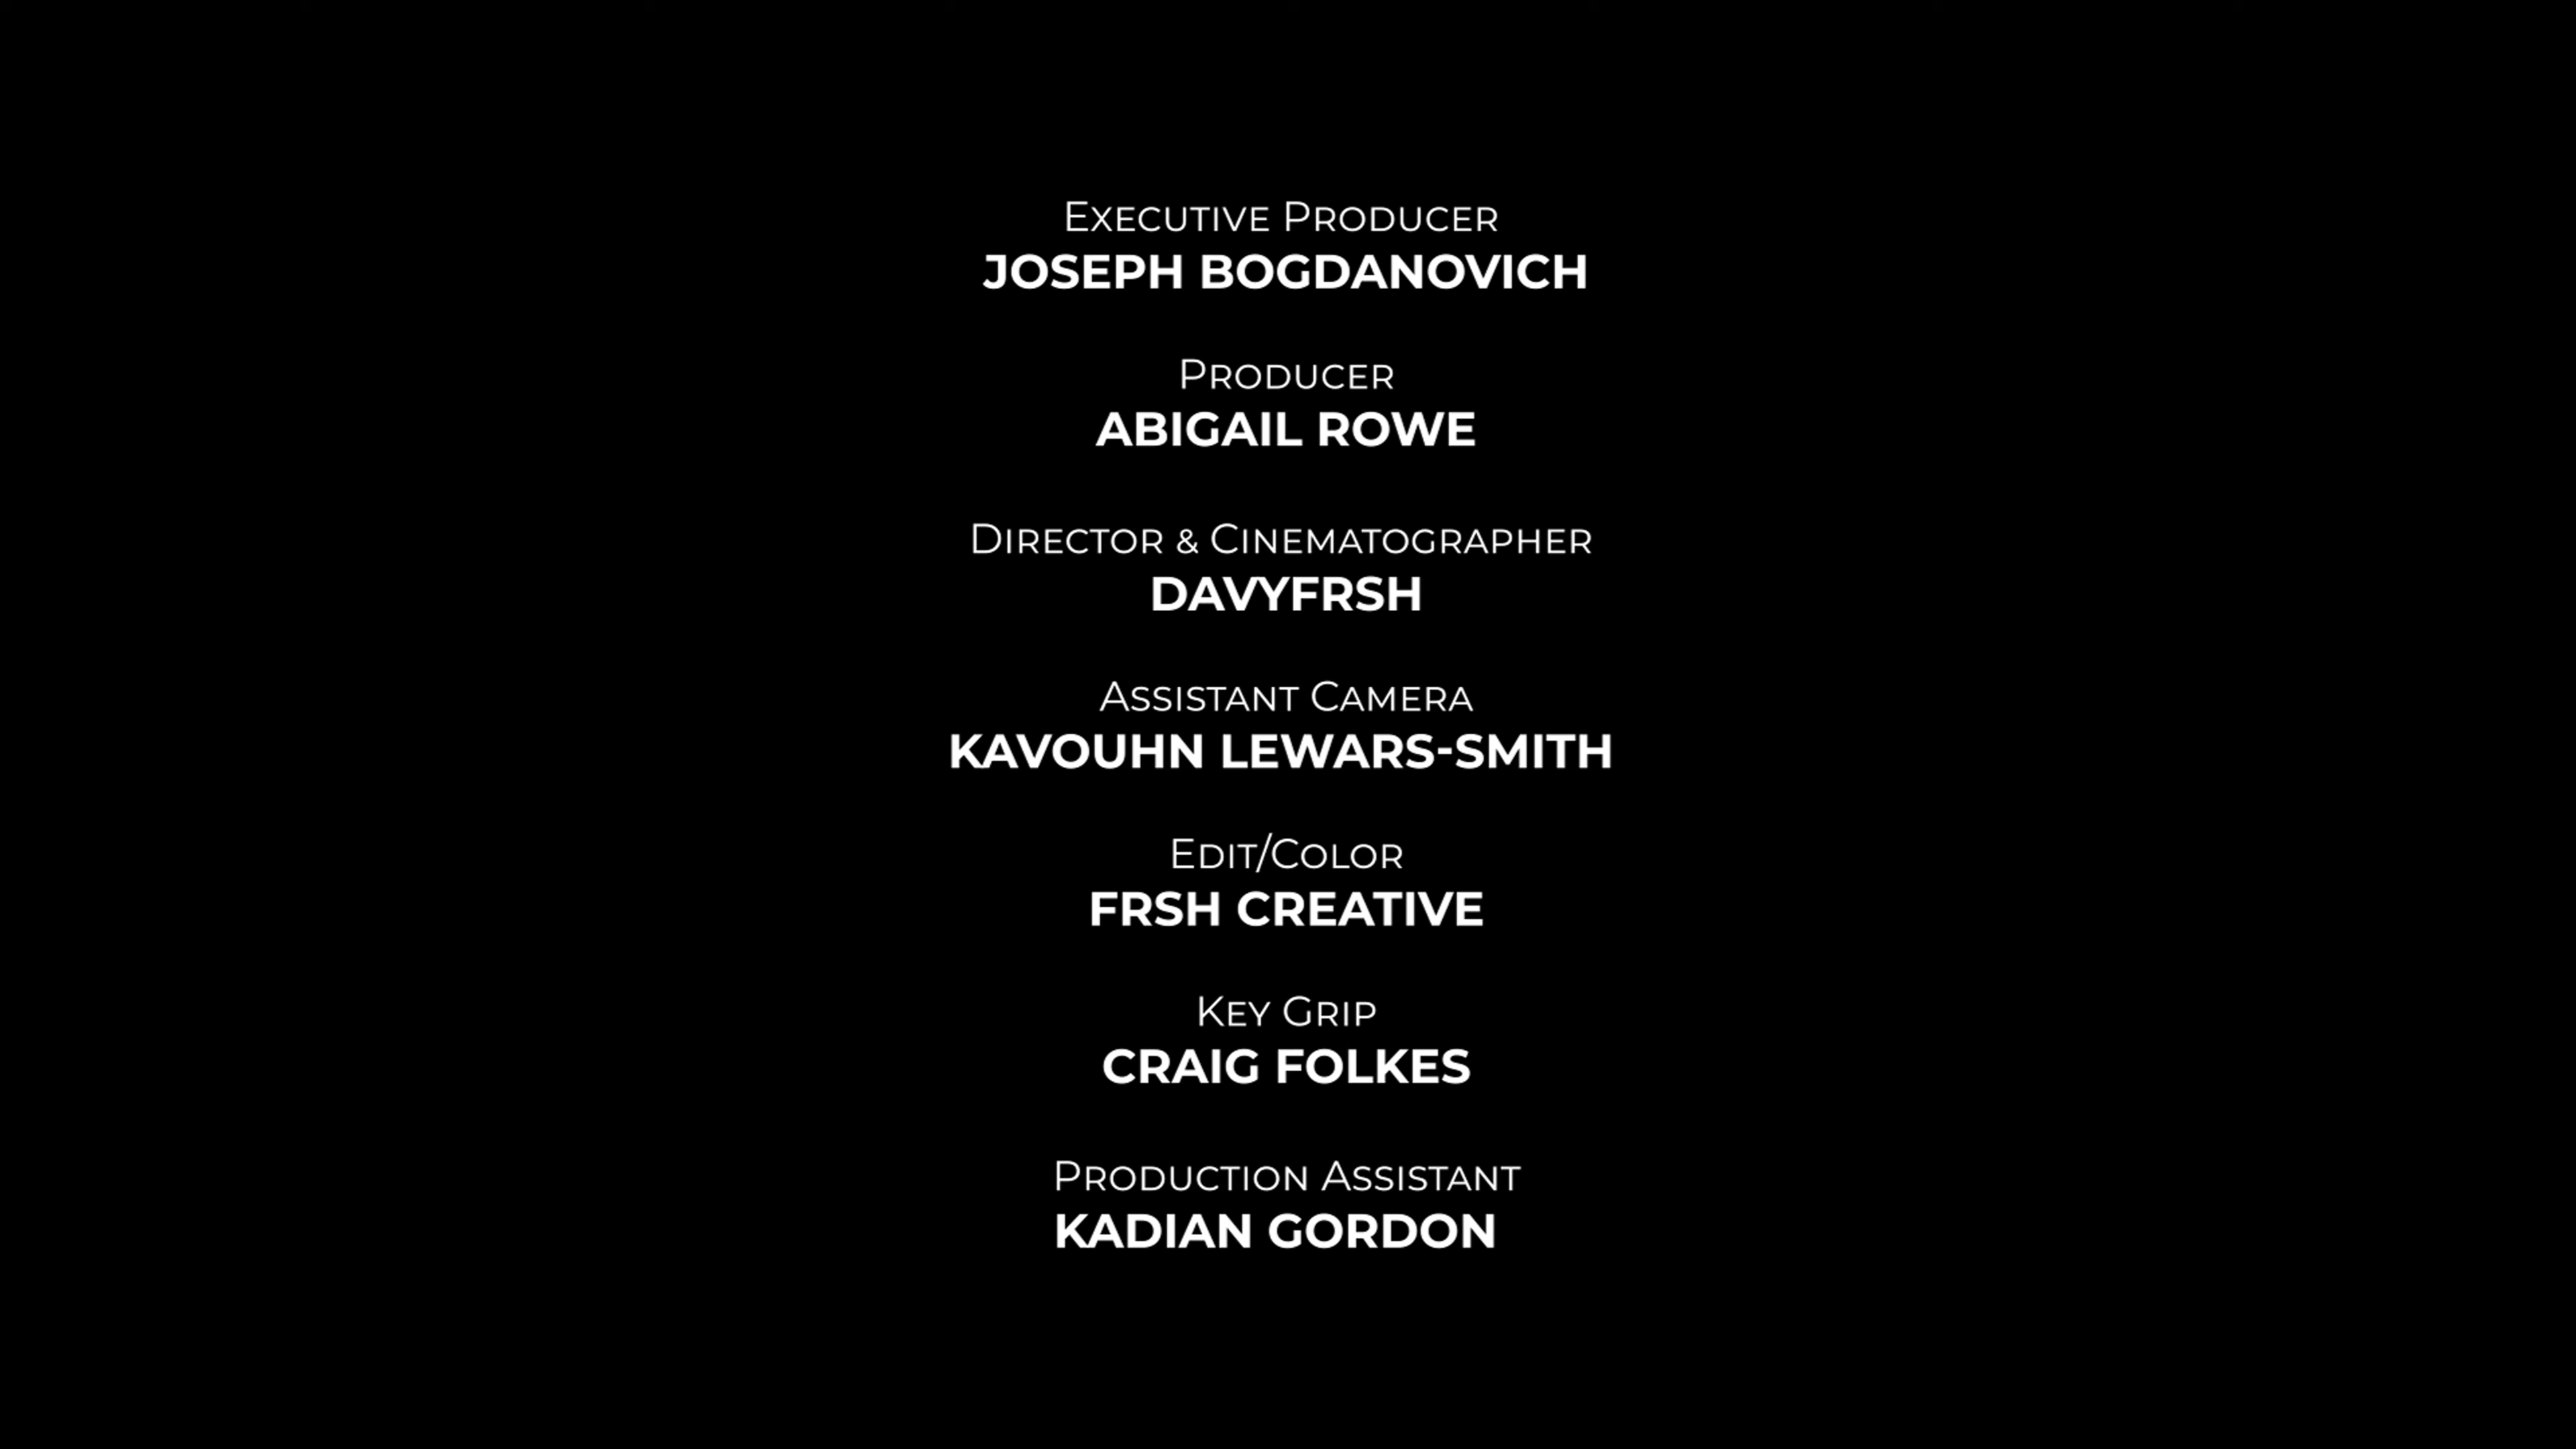 Executive Producer
JOSEPH BOGDANOVICH
Producer
ABIGAIL ROWE
Director & Cinematographer
DAVYFRSH
Assistant Camera
KAVOUHN LEWARS-SMITH
Edit/Color
FRSH CREATIVE
Key Grip
CRAIG FOLKES
Production Assistant
KADIAN GORDON